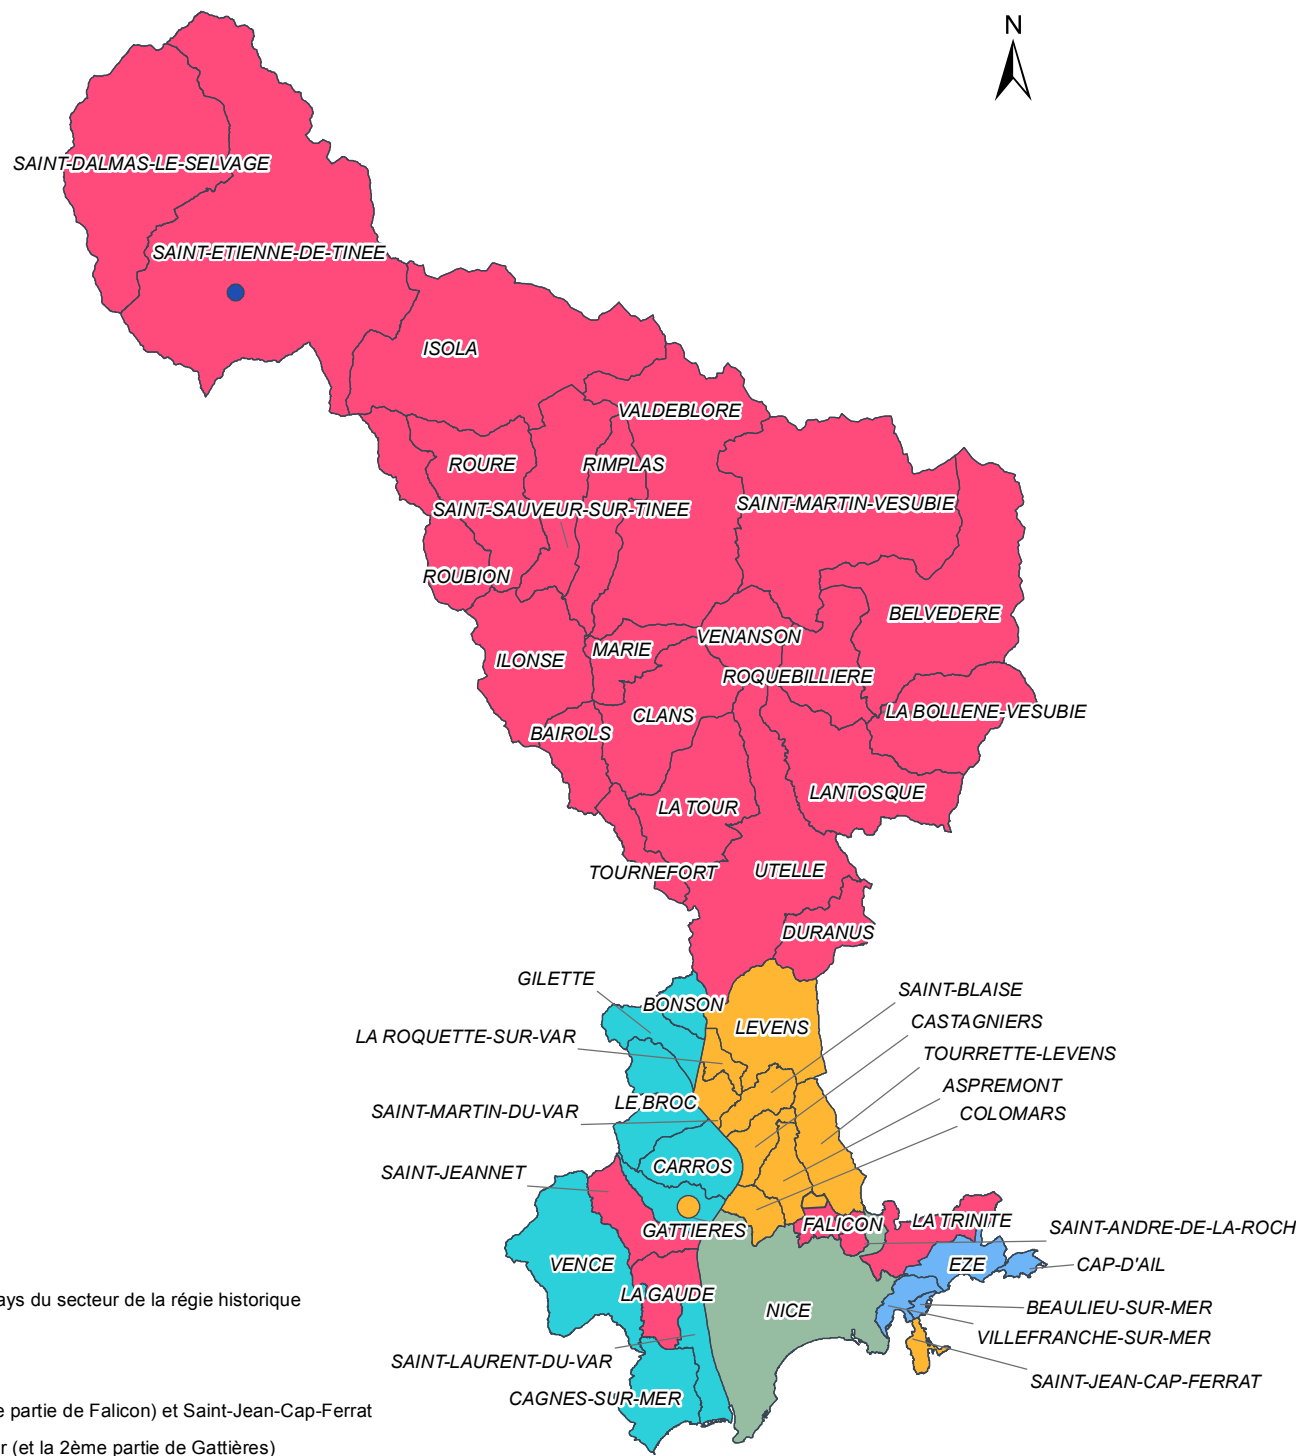 N
SAINT-DALMAS-LE-SELVAGE
SAINT-ETIENNE-DE-TINEE
ISOLA
VALDEBLORE
ROURE
RIMPLAS
SAINT-SAUVEUR-SUR-TINEE
SAINT-MARTIN-VESUBIE
ROUBION
BELVEDERE
VENANSON
MARIE
ILONSE
ROQUEBILLIERE
LA BOLLENE-VESUBIE
CLANS
BAIROLS
LANTOSQUE
LA TOUR
TOURNEFORT
UTELLE
DURANUS
GILETTE
SAINT-BLAISE
BONSON
CASTAGNIERS
LEVENS
LA ROQUETTE-SUR-VAR
TOURRETTE-LEVENS
ASPREMONT
LE BROC
SAINT-MARTIN-DU-VAR
COLOMARS
CARROS
SAINT-JEANNET
LA TRINITE
FALICON
SAINT-ANDRE-DE-LA-ROCH
GATTIERES
VENCE
EZE
CAP-D'AIL
LA GAUDE
ays du secteur de la régie historique
BEAULIEU-SUR-MER
NICE
VILLEFRANCHE-SUR-MER
SAINT-LAURENT-DU-VAR
SAINT-JEAN-CAP-FERRAT
CAGNES-SUR-MER
e partie de Falicon) et Saint-Jean-Cap-Ferrat
r (et la 2ème partie de Gattières)